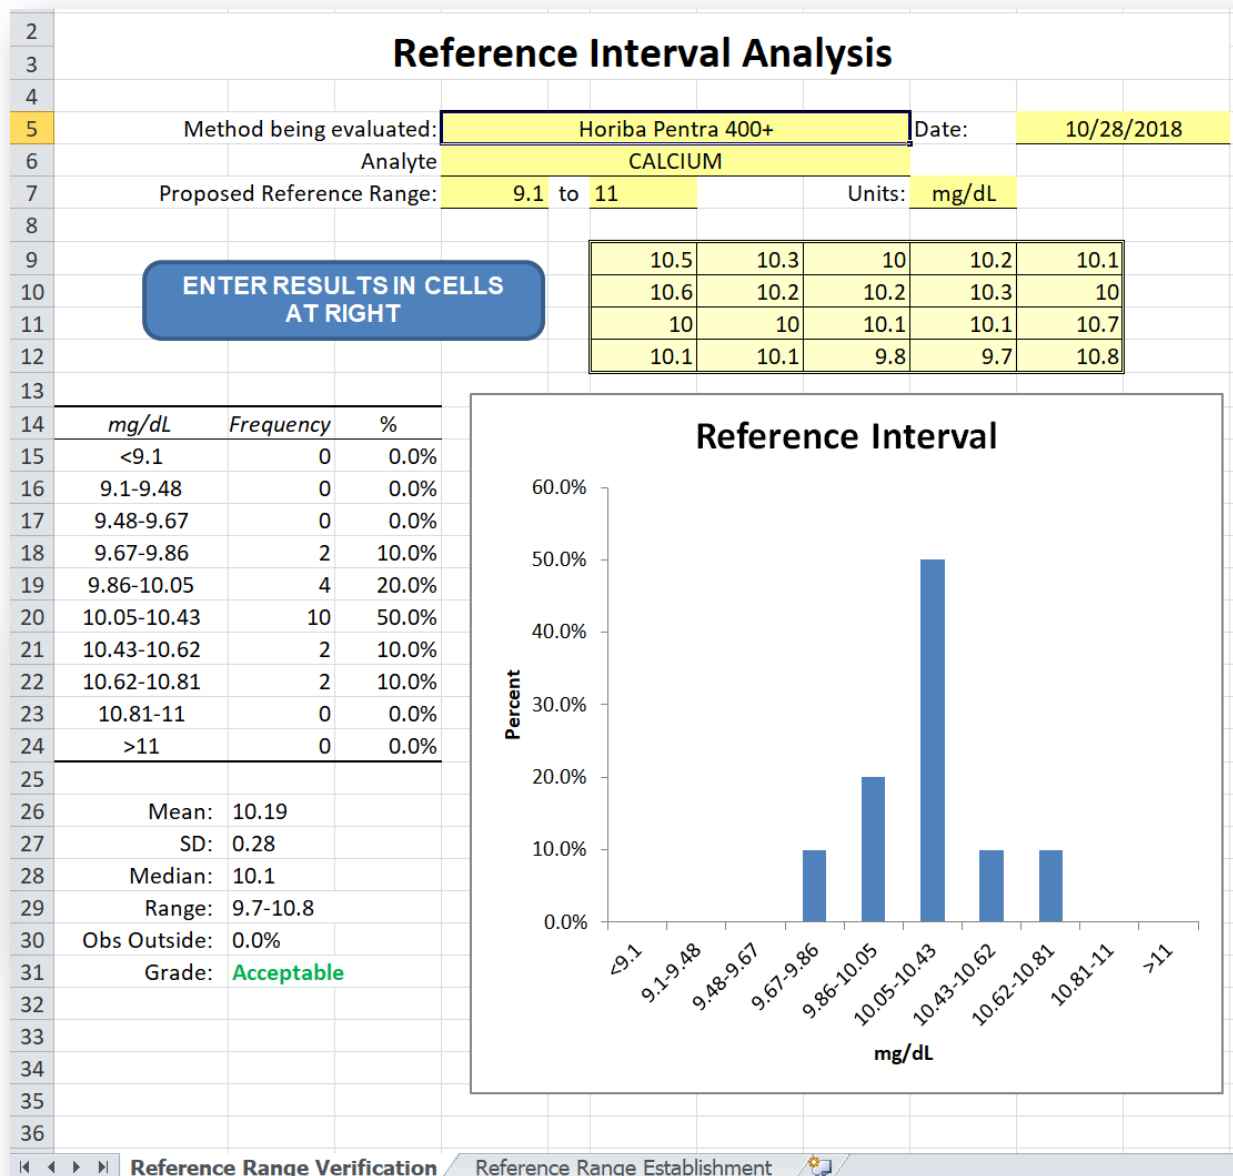 2
3
Reference Interval Analysis
4
5 Method being evaluated: Horiba Pentra 400+ Date: 10/28/2018
6 Analyte CALCIUM
7 Proposed Reference Range: 9.1 to 11 Units: mg/dL
8
9 10.5 10.3 10 10.2 10.1
10 10.6 10.2 10.2 10.3 10
11 10 10 10.1 10.1 10.7
12 10.1 10.1 9.8 9.7 10.8
ENTER RESULTS IN CELLS
AT RIGHT
13
14 mg/dL Frequency %
15 <9.1 0 0.0%
16 9.1-9.48 0 0.0%
17 9.48-9.67 0 0.0%
18 9.67-9.86 2 10.0%
19 9.86-10.05 4 20.0%
20 10.05-10.43 10 50.0%
21 10.43-10.62 2 10.0%
22 10.62-10.81 2 10.0%
23 10.81-11 0 0.0%
24 >11 0 0.0%
25
26 Mean: 10.19
27 SD: 0.28
28 Median: 10.1
29 Range: 9.7-10.8
30 Obs Outside: 0.0%
31 Grade: Acceptable
32
33
34
35
36
Reference Interval
60.0%
50.0%
40.0%
30.0%
20.0%
10.0%
0.0%
Percent
<9.1
9.1-9.48
9.48-9.67
9.67-9.86
9.86-10.05
10.05-10.43
10.43-10.62
10.62-10.81
10.81-11
>11
mg/dL
Reference Range Verification Reference Range Establishment